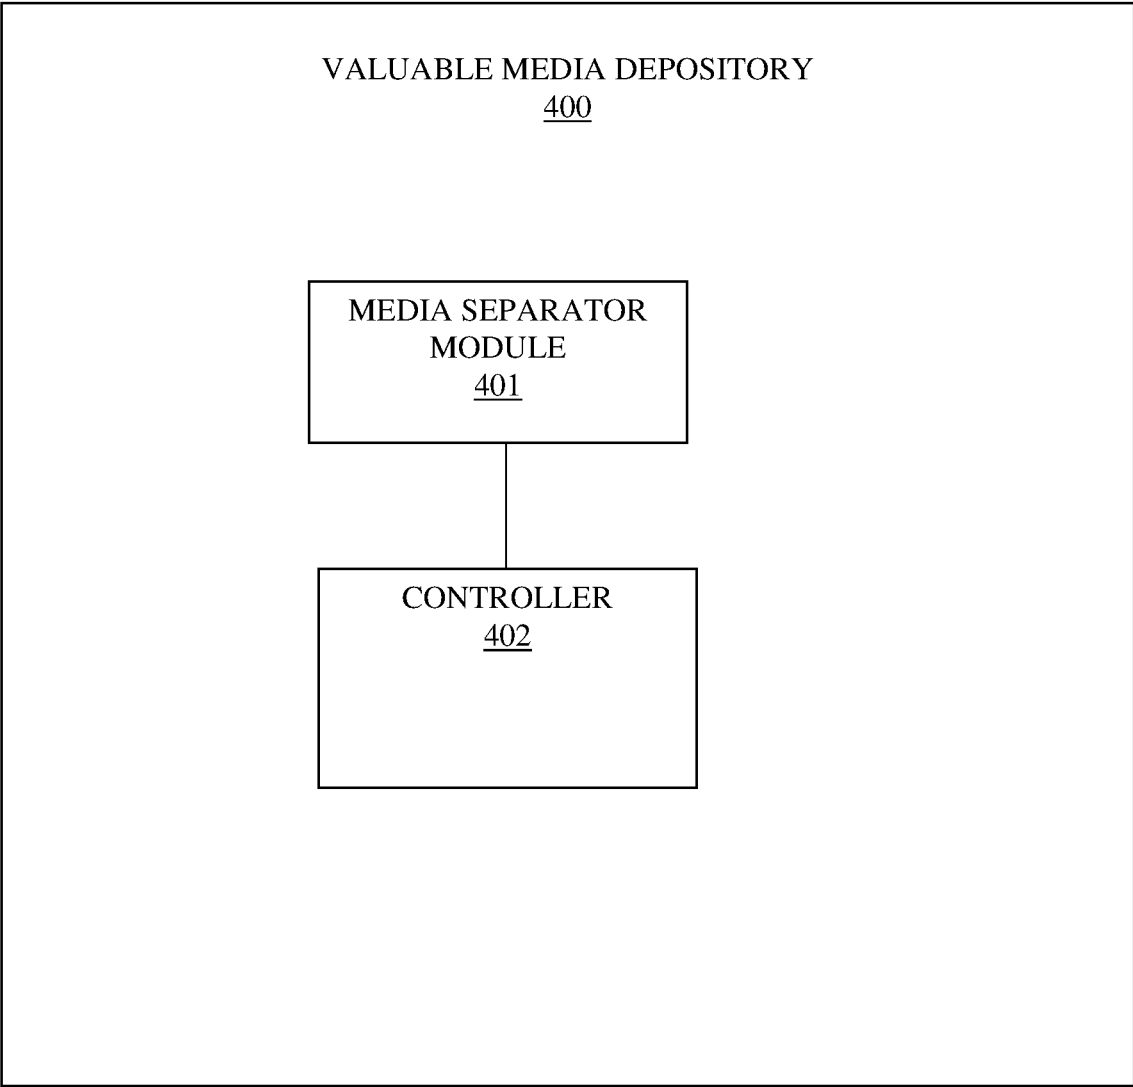 VALUABLE MEDIA DEPOSITORY
400
MEDIA SEPARATOR
MODULE
401
CONTROLLER
402